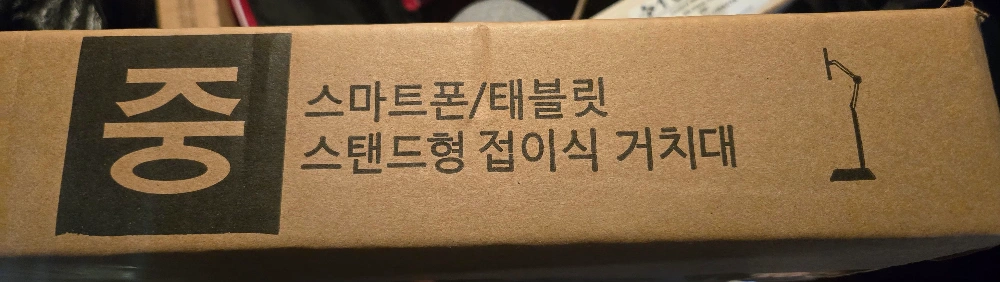 중
스마트폰/태블릿
스탠드형 접이식 거치대